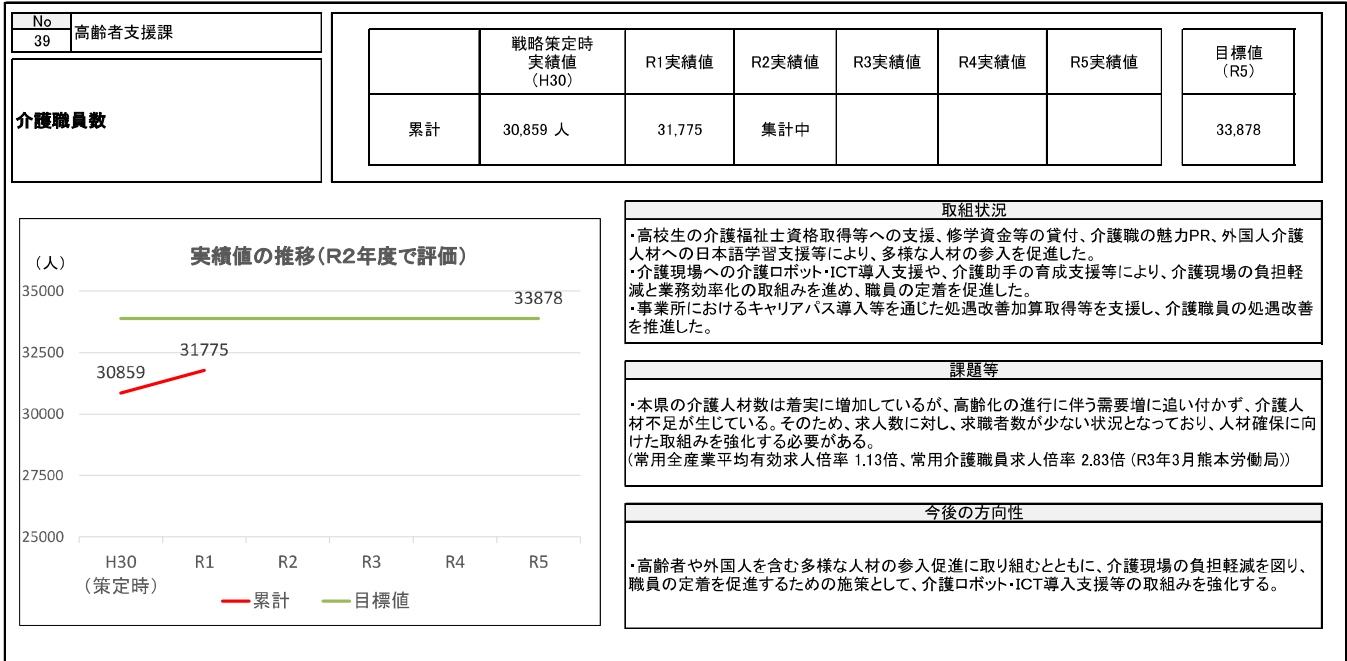 No
39
高齢者支援課
介護職員数
戦略策定時
実績値
(H30)
R1実績値
R2実績値
R3実績値
R4実績値
R5実績値
目標値
(R5)
累計
30,859 人
31,775
集計中
33,878
実績値の推移(R2年度で評価)
(人)
35000
32500
30000
27500
25000
33878
31775
30859
H30
(策定時)
R1
R2
R3
R4
R5
累計
目標値
取組状況
・高校生の介護福祉士資格取得等への支援、修学資金等の貸付、介護職の魅力PR、外国人介護
人材への日本語学習支援等により、多様な人材の参入を促進した。
・介護現場への介護ロボット・ICT導入支援や、介護助手の育成支援等により、介護現場の負担軽
減と業務効率化の取組みを進め、職員の定着を促進した。
・事業所におけるキャリアパス導入等を通じた処遇改善加算取得等を支援し、介護職員の処遇改善
を推進した。
課題等
・本県の介護人材数は着実に増加しているが、高齢化の進行に伴う需要増に追い付かず、介護人
材不足が生じている。そのため、求人数に対し、求職者数が少ない状況となっており、人材確保に向
けた取組みを強化する必要がある。
(常用全産業平均有効求人倍率 1.13倍、常用介護職員求人倍率 2.83倍 (R3年3月熊本労働局))
今後の方向性
・高齢者や外国人を含む多様な人材の参入促進に取り組むとともに、介護現場の負担軽減を図り、
職員の定着を促進するための施策として、介護ロボット・ICT導入支援等の取組みを強化する。